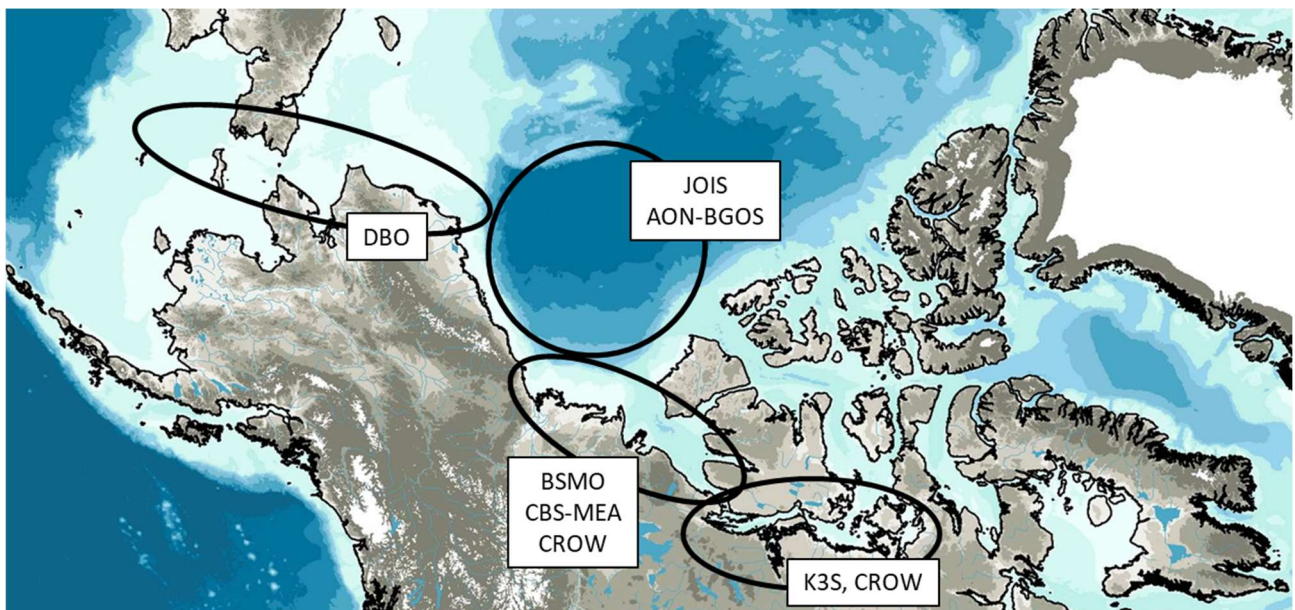 JOIS
AON-BGOS
DBO
BSMO
CBS-MEA
CROW
K3S, CROW